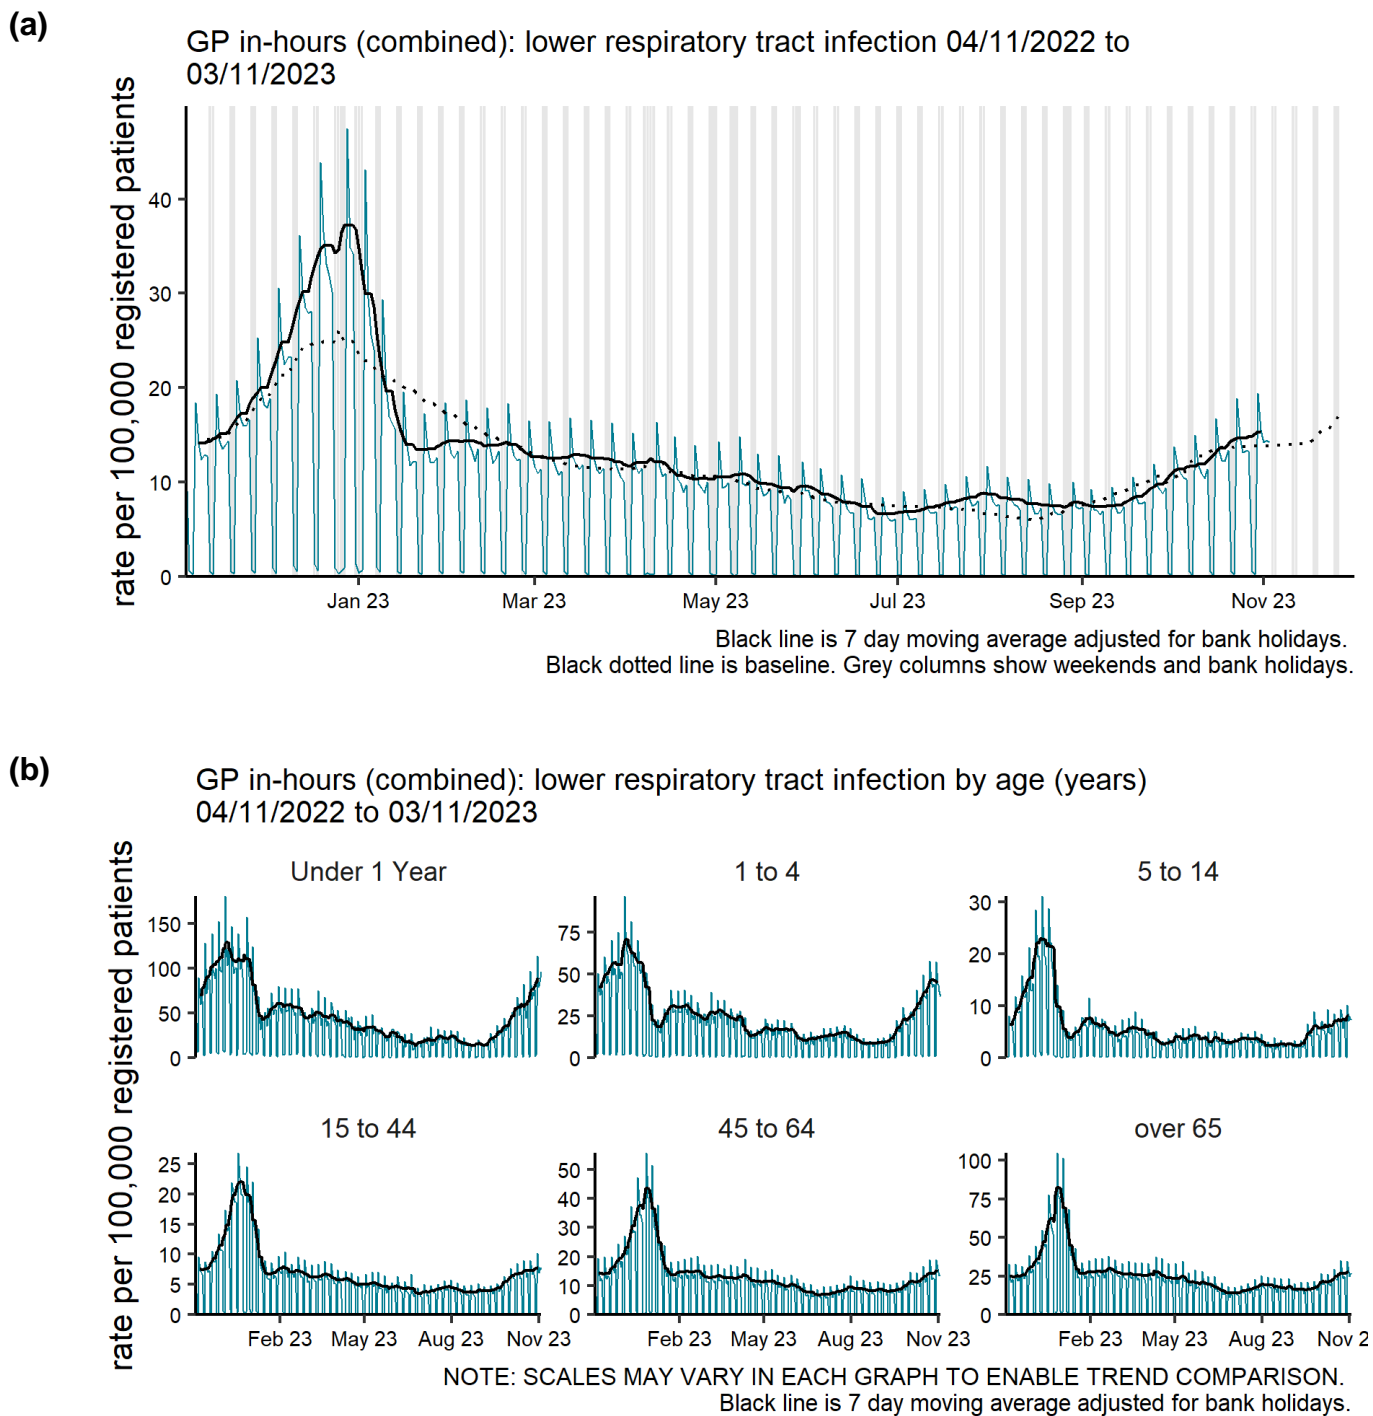 (a)
GP in-hours (combined): lower respiratory tract infection 04/11/2022 to
03/11/2023
rate per 100,000 registered patients
40
30
20
10
0
Jan 23 Mar 23 May 23 Jul 23 Sep 23 Nov 23
Black line is 7 day moving average adjusted for bank holidays.
Black dotted line is baseline. Grey columns show weekends and bank holidays.
(b)
GP in-hours (combined): lower respiratory tract infection by age (years)
04/11/2022 to 03/11/2023
rate per 100,000 registered patients
Under 1 Year
150
100
50
0
1 to 4
75
50
25
0
5 to 14
30
20
10
0
15 to 44
25
20
15
10
5
0
Feb 23 May 23 Aug 23 Nov 23
45 to 64
50
40
30
20
10
0
Feb 23 May 23 Aug 23 Nov 23
over 65
100
75
50
25
0
Feb 23 May 23 Aug 23 Nov 2
NOTE: SCALES MAY VARY IN EACH GRAPH TO ENABLE TREND COMPARISON.
Black line is 7 day moving average adjusted for bank holidays.